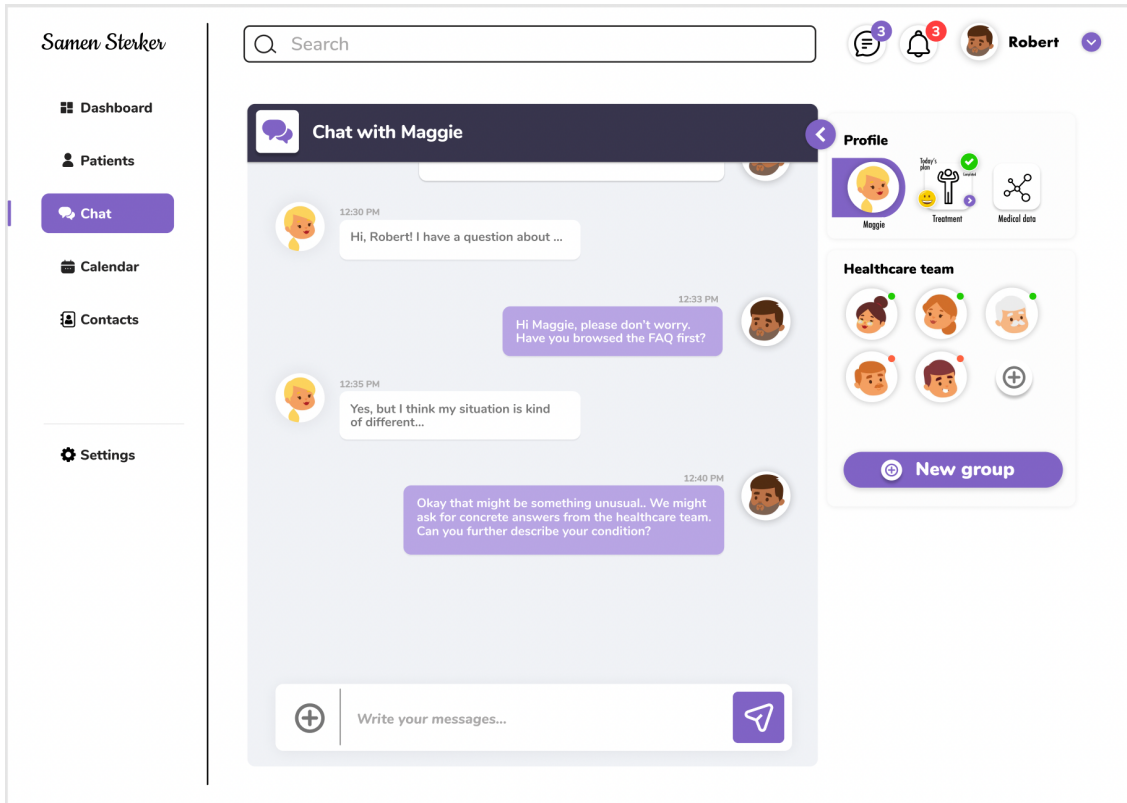 Samen Sterker
Search
3
3
Robert
Dashboard
Patients
Chat
Calendar
Contacts
Settings
Chat with Maggie
12:30 PM
Hi, Robert! I have a question about ...
12:33 PM
Hi Maggie, please don't worry.
Have you browsed the FAQ first?
12:35 PM
Yes, but I think my situation is kind
of different...
12:40 PM
Okay that might be something unusual.. We might
ask for concrete answers from the healthcare team.
Can you further describe your condition?
Write your messages...
Profile
Maggie
Today's
plan
Completed
Treatment
Medical data
Healthcare team
New group